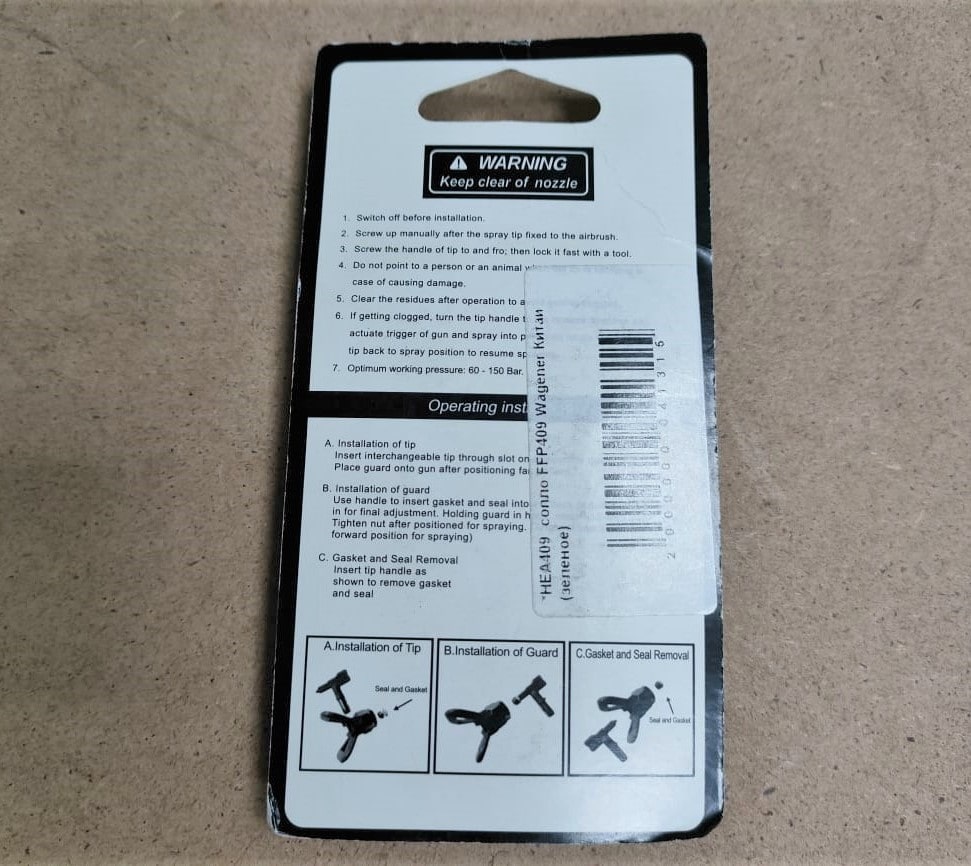 WARNING
Keep clear of nozzle
1. Switch off before installation.
2. Screw up manually after the spray tip fixed to the airbrush.
3. Screw the handle of tip to and fro; then lock it fast with a tool.
4. Do not point to a person or an animal
case of causing damage.
5. Clear the residues after operation to
6. If getting clogged, turn the tip handle
actuate trigger of gun and spray into
tip back to spray position to resume
7. Optimum working pressure: 60 - 150 Bar.
Operating
A. Installation of tip
Insert interchangeable tip through slot on
Place guard onto gun after positioning
B. Installation of guard
Use handle to insert gasket and seal into
in for final adjustment. Holding guard in
Tighten nut after positioned for spraying.
forward position for spraying)
C. Gasket and Seal Removal
Insert tip handle as
shown to remove gasket
and seal
*HEA409 сопло FFP409 Wagener Китай
(зеленое)
2000000041315
A.Installation of Tip
Seal and Gasket
B.Installation of Guard
C.Gasket and Seal Removal
Seal and Gasket